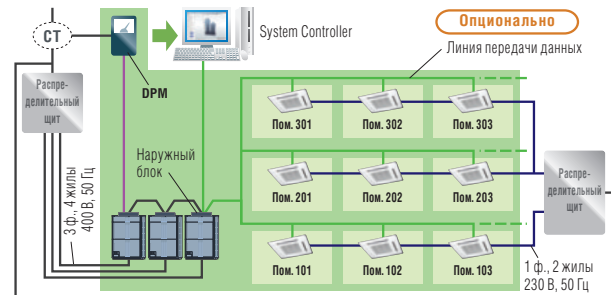 Опционально
CT
System Controller
Линия передачи данных
Распре-
делительный
щит
DPM
Пом. 301
Пом. 302
Пом. 303
Наружный
блок
3 ф., 4 жилы
400 В, 50 Гц
Пом. 201
Пом. 202
Пом. 203
Распре-
делительный
щит
Пом. 101
Пом. 102
Пом. 103
1 ф., 2 жилы
230 В, 50 Гц